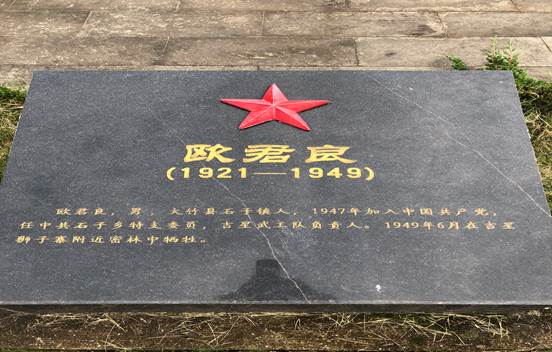 欧君良
(1921—1949)
欧君良，男，大竹县石子镇人，1947年加入中国共产党，
任中共石子乡特支委员，吉星武工队负责人。1949年6月在吉星
狮子寨附近密林中牺牲。